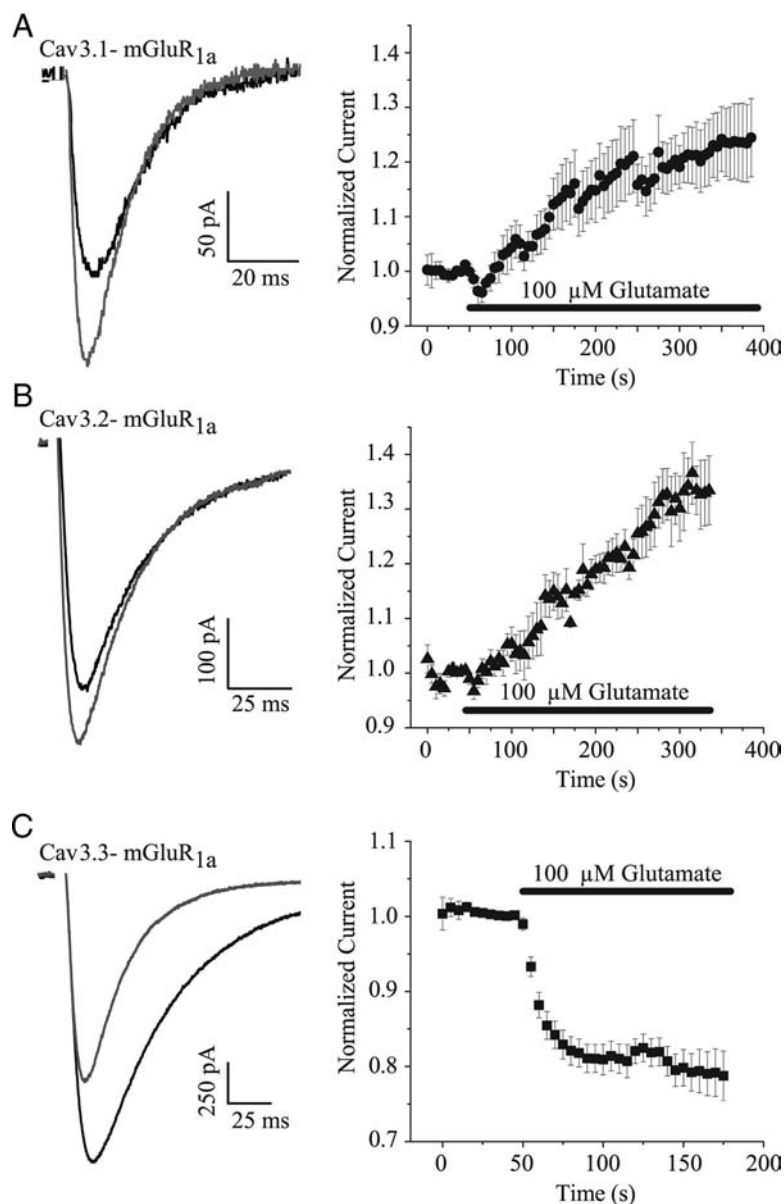 A
Cav3.1- mGluR1a
50 pA
20 ms
Normalized Current
1.4
1.3
1.2
1.1
1.0
0.9
100 µM Glutamate
0 100 200 300 400
Time (s)
B
Cav3.2- mGluR1a
100 pA
25 ms
Normalized Current
1.4
1.3
1.2
1.1
1.0
0.9
100 µM Glutamate
0 100 200 300 400
Time (s)
C
Cav3.3- mGluR1a
250 pA
25 ms
Normalized Current
1.1
1.0
0.9
0.8
0.7
100 µM Glutamate
0 50 100 150 200
Time (s)